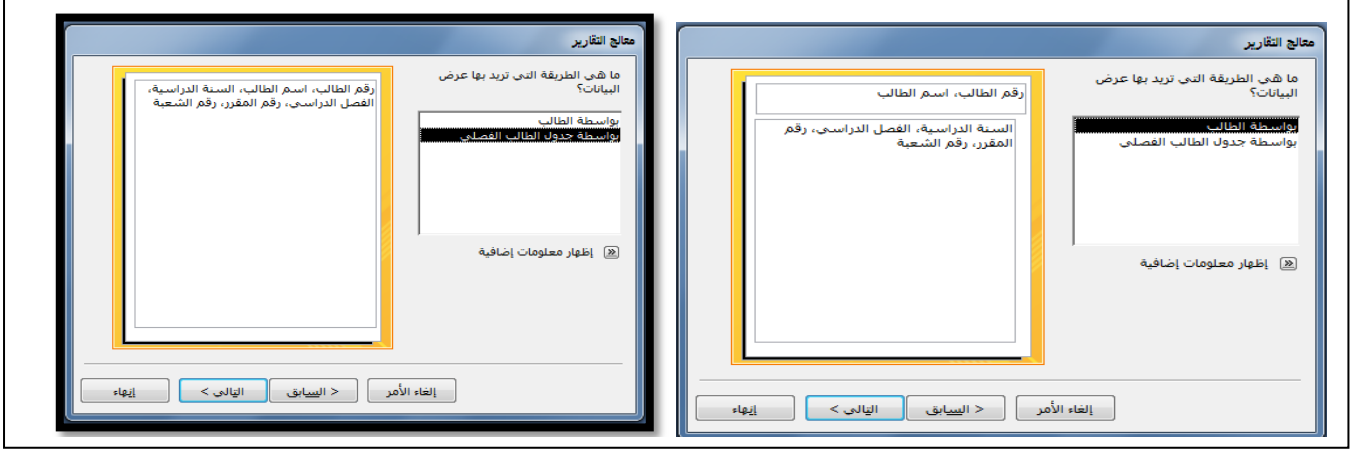 معالج التقارير
ما هي الطريقة التي تريد بها عرض
البيانات؟
بواسطة الطالب
بواسطة جدول الطالب الفصلي
إظهار معلومات إضافية
رقم الطالب، اسم الطالب
السنة الدراسية، الفصل الدراسي، رقم
المقرر، رقم الشعبة
إلغاء الأمر
< السابق
التالي >
إنهاء
معالج التقارير
ما هي الطريقة التي تريد بها عرض
البيانات؟
بواسطة الطالب
بواسطة جدول الطالب الفصلي
إظهار معلومات إضافية
رقم الطالب، اسم الطالب، السنة الدراسية،
الفصل الدراسي، رقم المقرر، رقم الشعبة
إلغاء الأمر
< السابق
التالي >
إنهاء